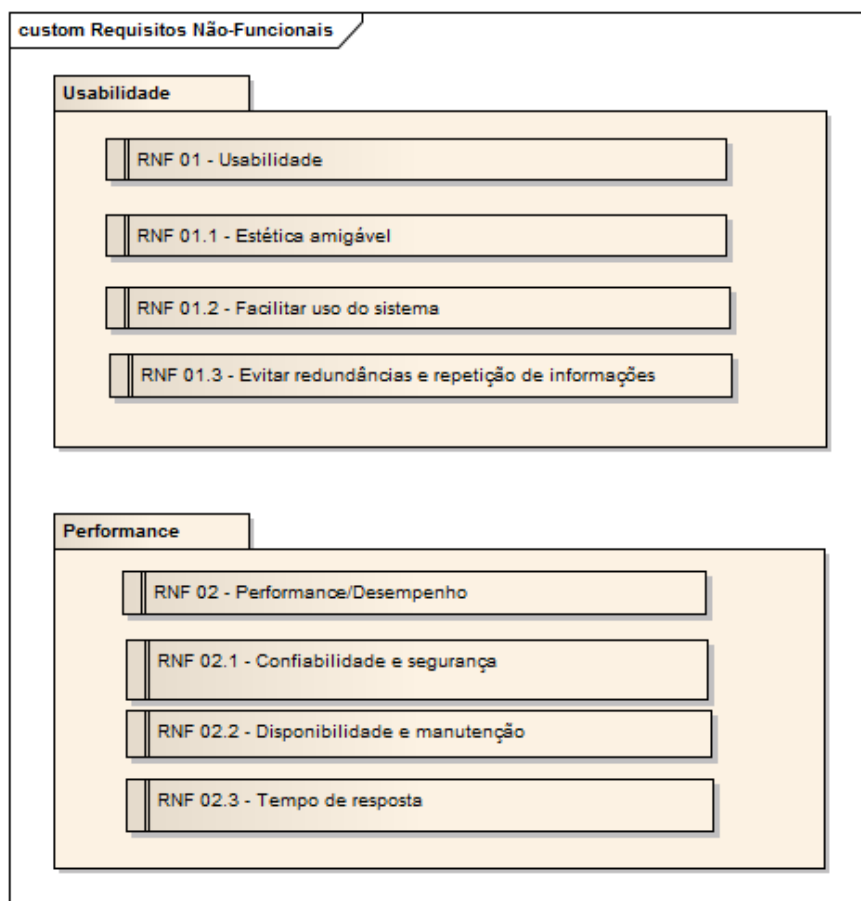 custom Requisitos Não-Funcionais
Usabilidade
RNF 01 - Usabilidade
RNF 01.1 - Estética amigável
RNF 01.2 - Facilitar uso do sistema
RNF 01.3 - Evitar redundâncias e repetição de informações
Performance
RNF 02 - Performance/Desempenho
RNF 02.1 - Confiabilidade e segurança
RNF 02.2 - Disponibilidade e manutenção
RNF 02.3 - Tempo de resposta